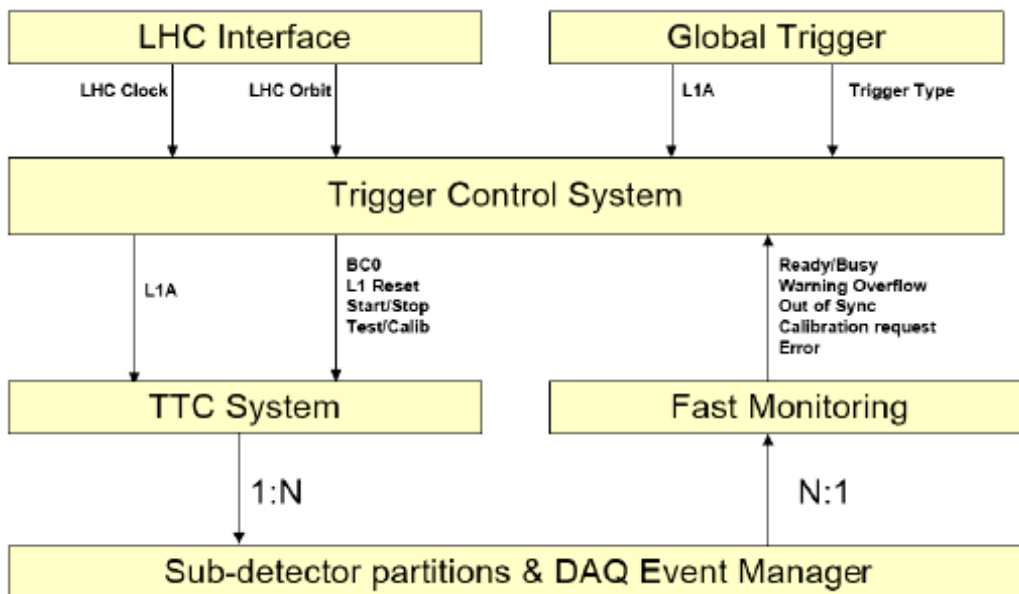 LHC Interface
Global Trigger
LHC Clock
LHC Orbit
L1A
Trigger Type
Trigger Control System
L1A
BC0
L1 Reset
Start/Stop
Test/Calib
Ready/Busy
Warning Overflow
Out of Sync
Calibration request
Error
TTC System
Fast Monitoring
1:N
N:1
Sub-detector partitions & DAQ Event Manager